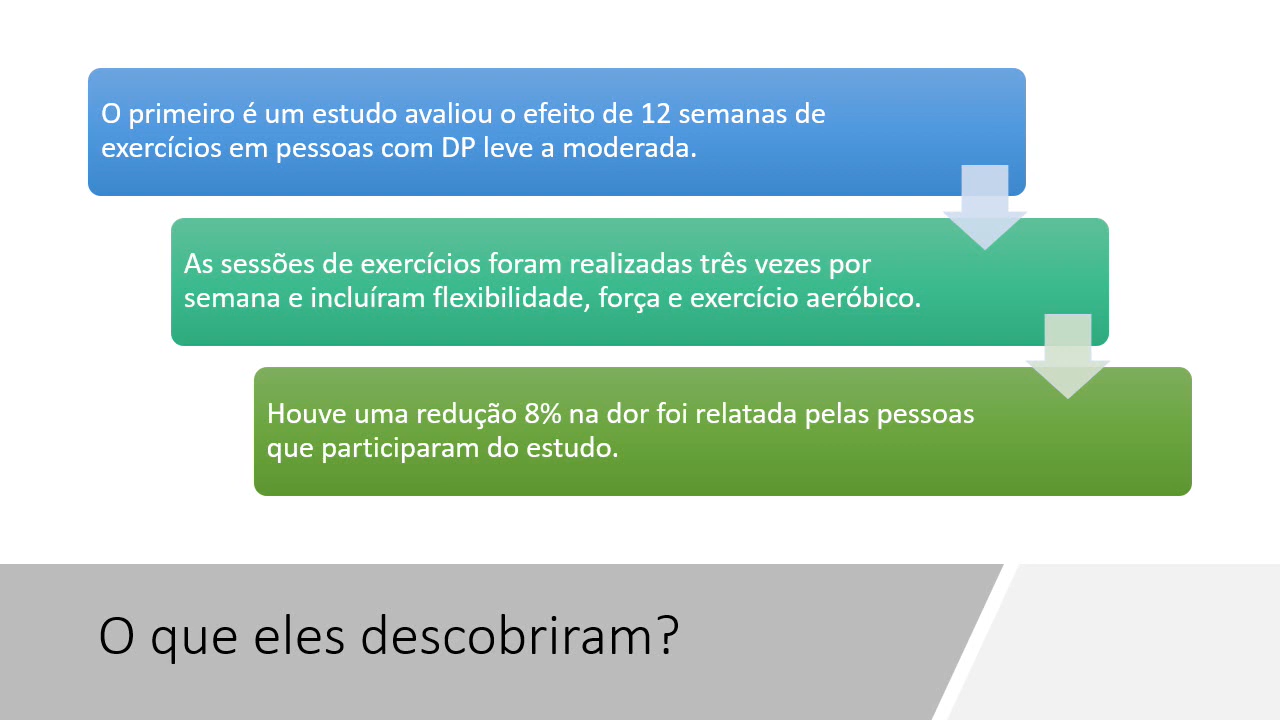 O primeiro é um estudo avaliou o efeito de 12 semanas de
exercícios em pessoas com DP leve a moderada.
As sessões de exercícios foram realizadas três vezes por
semana e incluíram flexibilidade, força e exercício aeróbico.
Houve uma redução 8% na dor foi relatada pelas pessoas
que participaram do estudo.
O que eles descobriram?